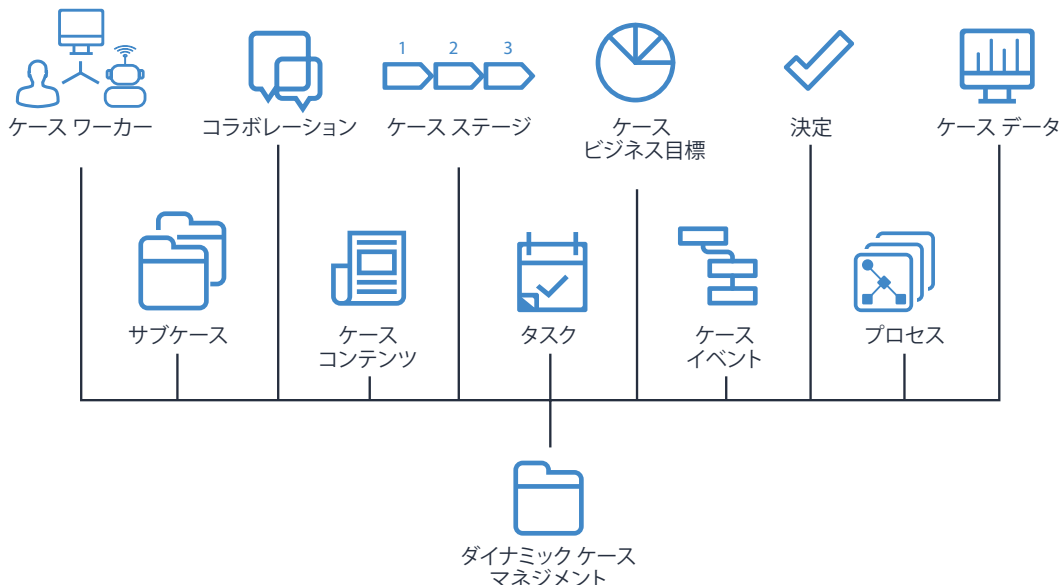 1 2 3
ケース ワーカー
コラボレーション
ケース ステージ
ケース
ビジネス目標
決定
ケース データ
サブケース
ケース
コンテンツ
タスク
ケース
イベント
プロセス
ダイナミック ケース
マネジメント